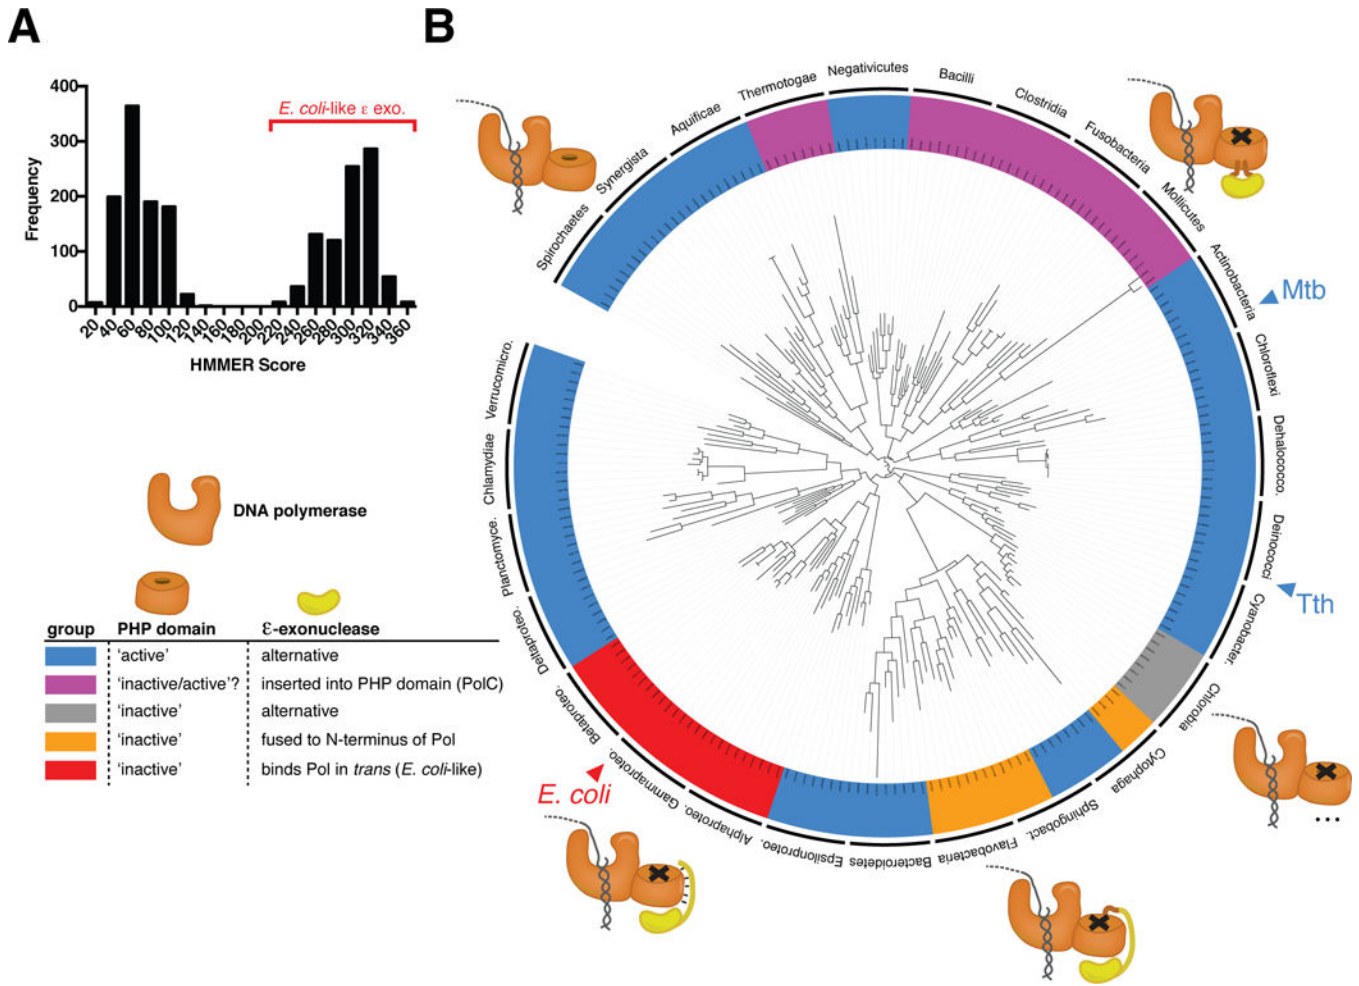 A
B
400
300
200
100
0
Frequency
E. coli-like ε exo.
20
40
60
80
100
120
140
160
180
200
220
240
260
280
300
320
340
360
HMMER Score
DNA polymerase
group PHP domain Ɛ-exonuclease
'active' alternative
'inactive/active'? inserted into PHP domain (PolC)
'inactive' alternative
'inactive' fused to N-terminus of Pol
'inactive' binds Pol in trans (E. coli-like)
Spirochaetes
Synergista
Aquificae
Thermotogae
Negativicutes
Bacilli
Clostridia
Fusobacteria
Mollicutes
Actinobacteria
Mtb
Chloroflexi
Dehalococco.
Deinococci
Tth
Cyanobacter.
Chlorobia
Cytophaga
Sphingobact.
Flavobacteria
Bacteroidetes
Epsilonproteo.
Alphaproteo.
Gammaproteo.
E. coli
Betaproteo.
Deltaproteo.
Planctomyce.
Chlamydiae
Verrucomicro.
...